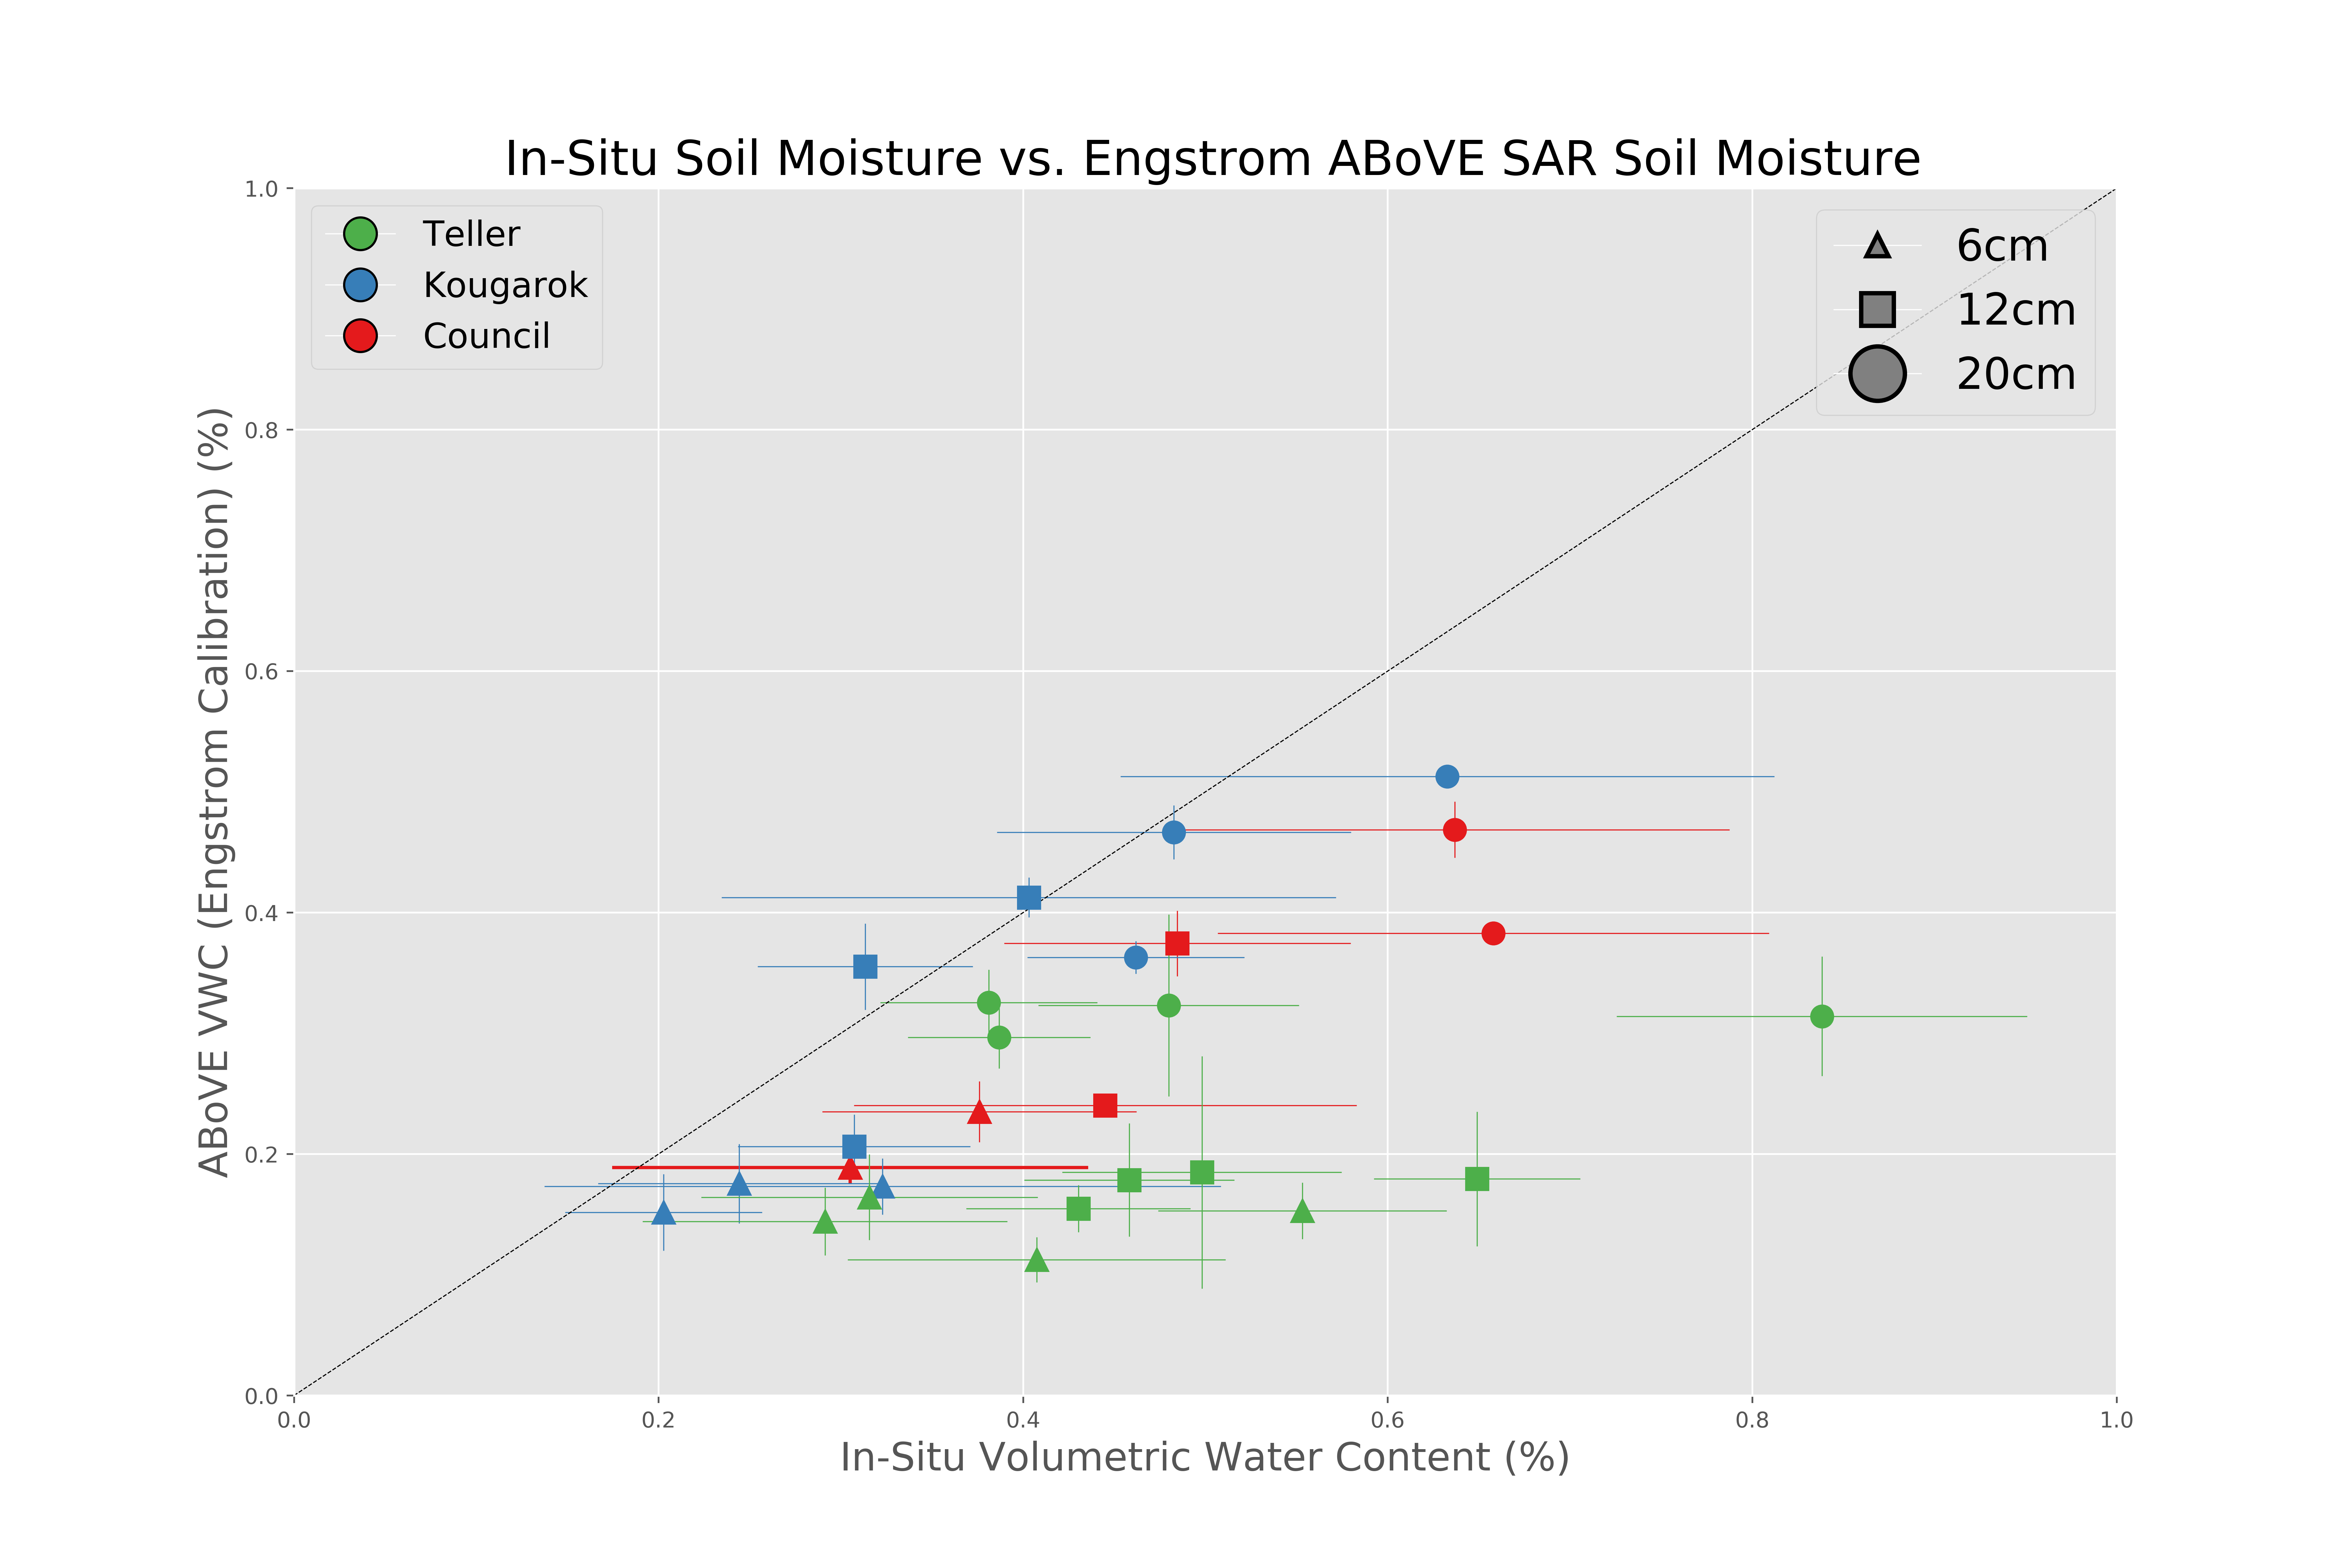 In-Situ Soil Moisture vs. Engstrom ABoVE SAR Soil Moisture
Teller
Kougarok
Council
6cm
12cm
20cm
ABoVE VWC (Engstrom Calibration) (%)
1.0
0.8
0.6
0.4
0.2
0.0
0.0 0.2 0.4 0.6 0.8 1.0
In-Situ Volumetric Water Content (%)